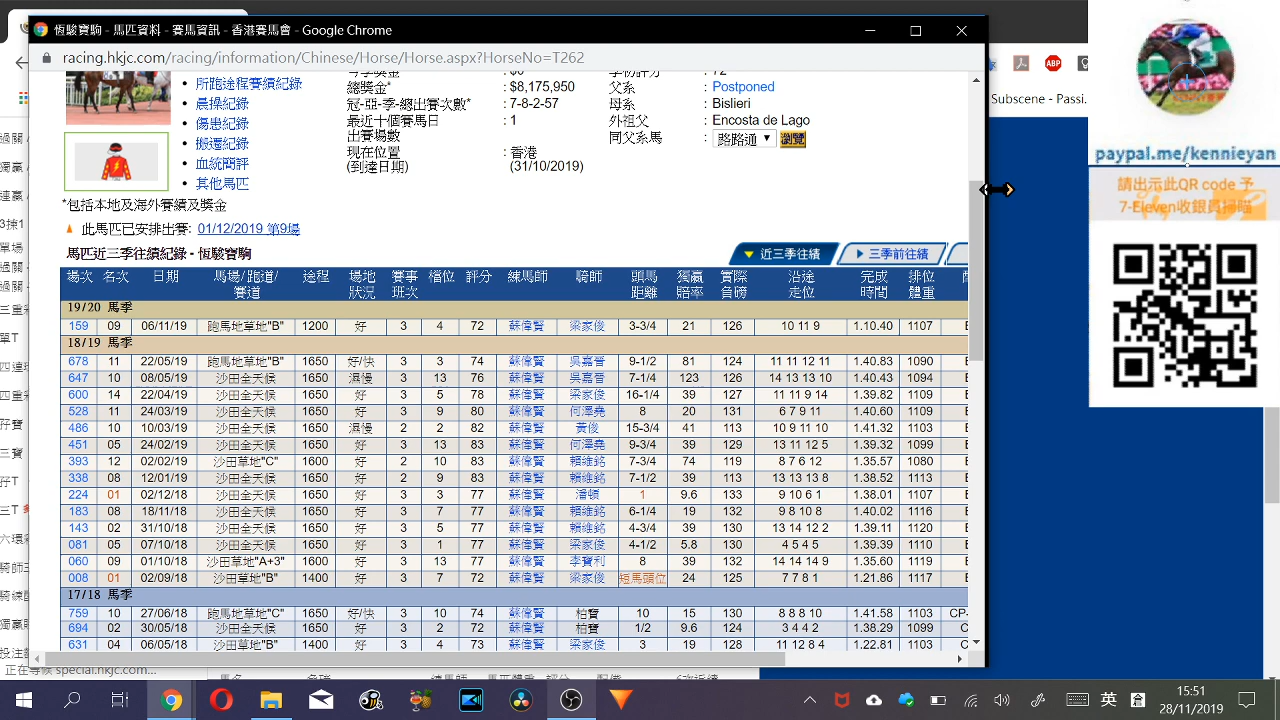 恆駿寶駒 - 馬匹資料 - 賽馬資訊 - 香港賽馬會 - Google Chrome
racing.hkjc.com/racing/information/Chinese/Horse/Horse.aspx?HorseNo=T262
所跑途程賽績紀錄
晨操紀錄
傷患紀錄
搬遷紀錄
血統簡評
其他馬匹
總獎金* : $8,175,950
冠-亞-季-總出賽次數* : 7-8-2-57
最近十個賽馬日 : 1
出賽場數
現在位置 : 香港
(到達日期) (31/10/2019)
父系 : Postponed
母系 : Bislieri
外祖父 : Encosta de Lago
同父系馬 : 路路通 瀏覽
*包括本地及海外賽績及獎金
此馬匹已安排出賽: 01/12/2019 第9場
馬匹近三季往績紀錄 - 恆駿寶駒
近三季往績 三季前往績
場次 名次 日期 馬場/跑道/賽道 途程 場地狀況 賽事班次 檔位 評分 練馬師 騎師 頭馬距離 獨贏賠率 實際負磅 沿途走位 完成時間 排位體重
19/20 馬季
159 09 06/11/19 跑馬地草地"B" 1200 好 3 4 72 蘇偉賢 梁家俊 3-3/4 21 126 10 11 9 1.10.40 1107
18/19 馬季
678 11 22/05/19 跑馬地草地"B" 1650 好/快 3 3 74 蘇偉賢 吳嘉晉 9-1/2 81 124 11 11 12 11 1.40.83 1090
647 10 08/05/19 沙田全天候 1650 濕慢 3 13 76 蘇偉賢 吳嘉晉 7-1/4 123 126 14 13 13 10 1.40.43 1094
600 14 22/04/19 沙田全天候 1650 好 3 5 78 蘇偉賢 梁家俊 16-1/4 39 127 11 11 9 14 1.39.82 1109
528 11 24/03/19 沙田全天候 1650 好 3 9 80 蘇偉賢 何澤堯 8 20 131 6 7 9 11 1.40.60 1109
486 10 10/03/19 沙田全天候 1650 濕慢 2 2 82 蘇偉賢 黃俊 15-3/4 41 113 10 9 11 10 1.41.32 1103
451 05 24/02/19 沙田全天候 1650 好 3 13 83 蘇偉賢 何澤堯 9-3/4 39 129 13 11 12 5 1.39.32 1099
393 12 02/02/19 沙田草地"C" 1600 好 2 10 83 蘇偉賢 賴維銘 7-3/4 74 119 8 7 6 12 1.35.57 1080
338 08 12/01/19 沙田全天候 1650 好 2 9 83 蘇偉賢 賴維銘 7-1/2 39 113 13 13 13 8 1.38.52 1113
224 01 02/12/18 沙田全天候 1650 好 3 3 77 蘇偉賢 潘頓 1 9.6 133 9 10 6 1 1.38.01 1107
183 08 18/11/18 沙田全天候 1650 好 3 7 77 蘇偉賢 賴維銘 6-1/4 19 132 9 8 10 8 1.40.02 1116
143 02 31/10/18 沙田全天候 1650 好 3 5 77 蘇偉賢 賴維銘 4-3/4 39 130 13 14 12 2 1.39.11 1120
081 05 07/10/18 沙田全天候 1650 好 3 1 77 蘇偉賢 梁家俊 4-1/2 5.8 130 4 5 4 5 1.39.39 1110
060 09 01/10/18 沙田草地"A+3" 1600 好 3 13 77 蘇偉賢 李寶利 8 39 132 14 14 14 9 1.35.60 1119
008 01 02/09/18 沙田草地"B" 1400 好 3 7 72 蘇偉賢 梁家俊 短馬頭位 24 125 7 7 8 1 1.21.86 1117
17/18 馬季
759 10 27/06/18 跑馬地草地"C" 1650 好/快 3 10 74 蘇偉賢 柏寶 10 15 130 8 8 8 10 1.41.58 1103 CP-
694 02 30/05/18 沙田全天候 1650 好 3 2 72 蘇偉賢 柏寶 1/2 9.6 124 3 4 4 2 1.38.29 1099
631 04 06/05/18 沙田草地"B" 1400 好 3 4 73 蘇偉賢 梁家俊 3 19 128 11 12 8 4 1.22.81 1103
正在等候 special.hkjc.com...
Subscene - Passi...
ABP
paypal.me/kennieyan
請出示此QR code 予
7-Eleven收銀員掃瞄
英
15:51
28/11/2019